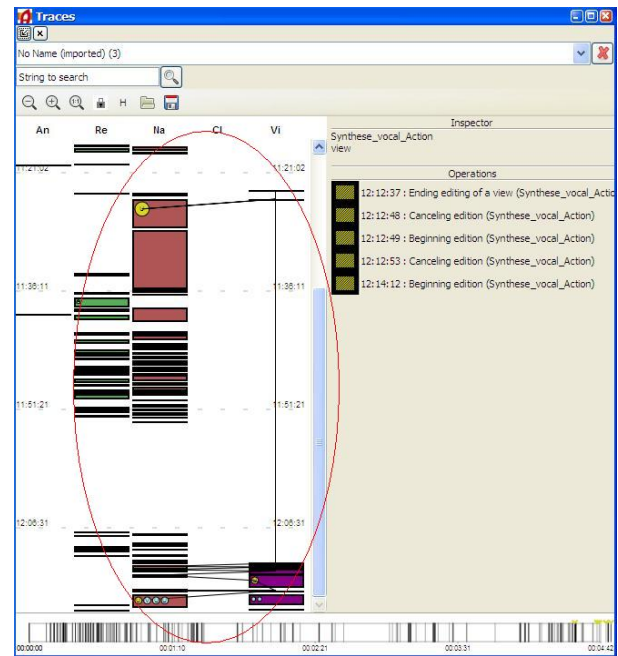 Traces
No Name (imported) (3)
String to search
H
An Re Na CL Vi
11:21:02 11:21:02
11:36:11 11:36:11
11:51:21 11:51:21
12:06:31 12:06:31
Inspector
Synthese_vocal_Action
view
Operations
12:12:37 : Ending editing of a view (Synthese_vocal_Actio
12:12:48 : Canceling edition (Synthese_vocal_Action)
12:12:49 : Beginning edition (Synthese_vocal_Action)
12:12:53 : Canceling edition (Synthese_vocal_Action)
12:14:12 : Beginning edition (Synthese_vocal_Action)
00:00:00 00:01:10 00:02:21 00:03:31 00:04:42